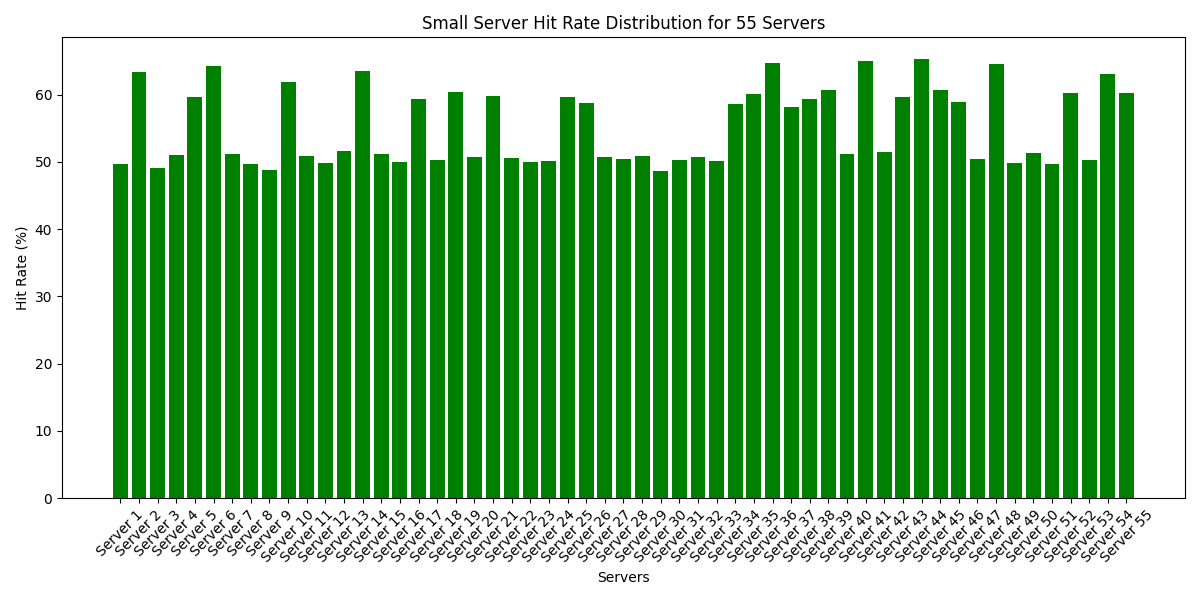 Small Server Hit Rate Distribution for 55 Servers
Hit Rate (%)
60
50
40
30
20
10
0
Server 1
Server 2
Server 3
Server 4
Server 5
Server 6
Server 7
Server 8
Server 9
Server 10
Server 11
Server 12
Server 13
Server 14
Server 15
Server 16
Server 17
Server 18
Server 19
Server 20
Server 21
Server 22
Server 23
Server 24
Server 25
Server 26
Server 27
Server 28
Server 29
Server 30
Server 31
Server 32
Server 33
Server 34
Server 35
Server 36
Server 37
Server 38
Server 39
Server 40
Server 41
Server 42
Server 43
Server 44
Server 45
Server 46
Server 47
Server 48
Server 49
Server 50
Server 51
Server 52
Server 53
Server 54
Server 55
Servers